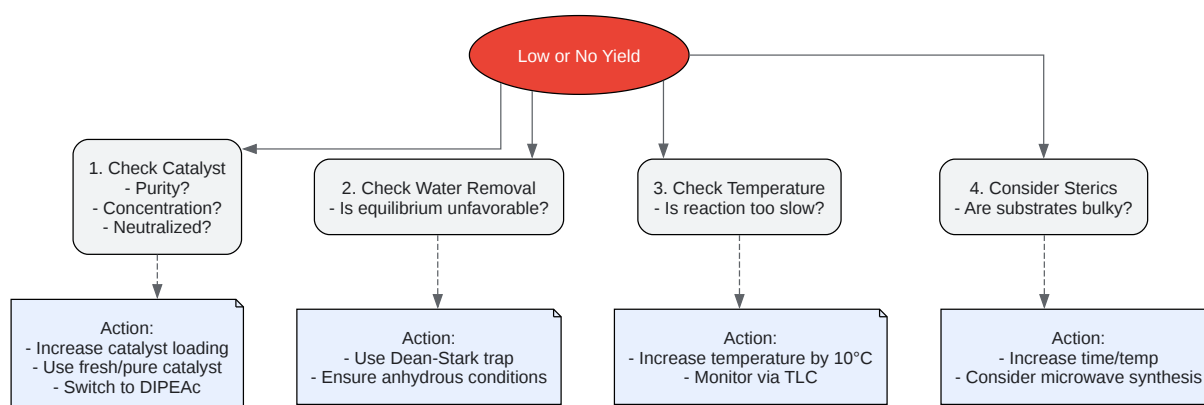 Low or No Yield
1. Check Catalyst
- Purity?
- Concentration?
- Neutralized?
2. Check Water Removal
- Is equilibrium unfavorable?
3. Check Temperature
- Is reaction too slow?
4. Consider Sterics
- Are substrates bulky?
Action:
- Increase catalyst loading
- Use fresh/pure catalyst
- Switch to DIPEAc
Action:
- Use Dean-Stark trap
- Ensure anhydrous conditions
Action:
- Increase temperature by 10°C
- Monitor via TLC
Action:
- Increase time/temp
- Consider microwave synthesis